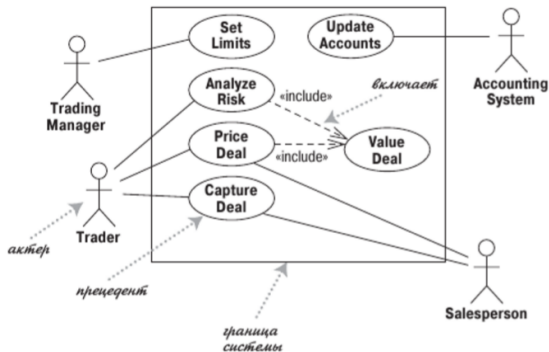 Set
Limits
Update
Accounts
Trading
Manager
Accounting
System
Analyze
Risk
«include»
включает
Price
Deal
«include»
Value
Deal
Capture
Deal
Trader
актер
прецедент
Salesperson
граница
системы